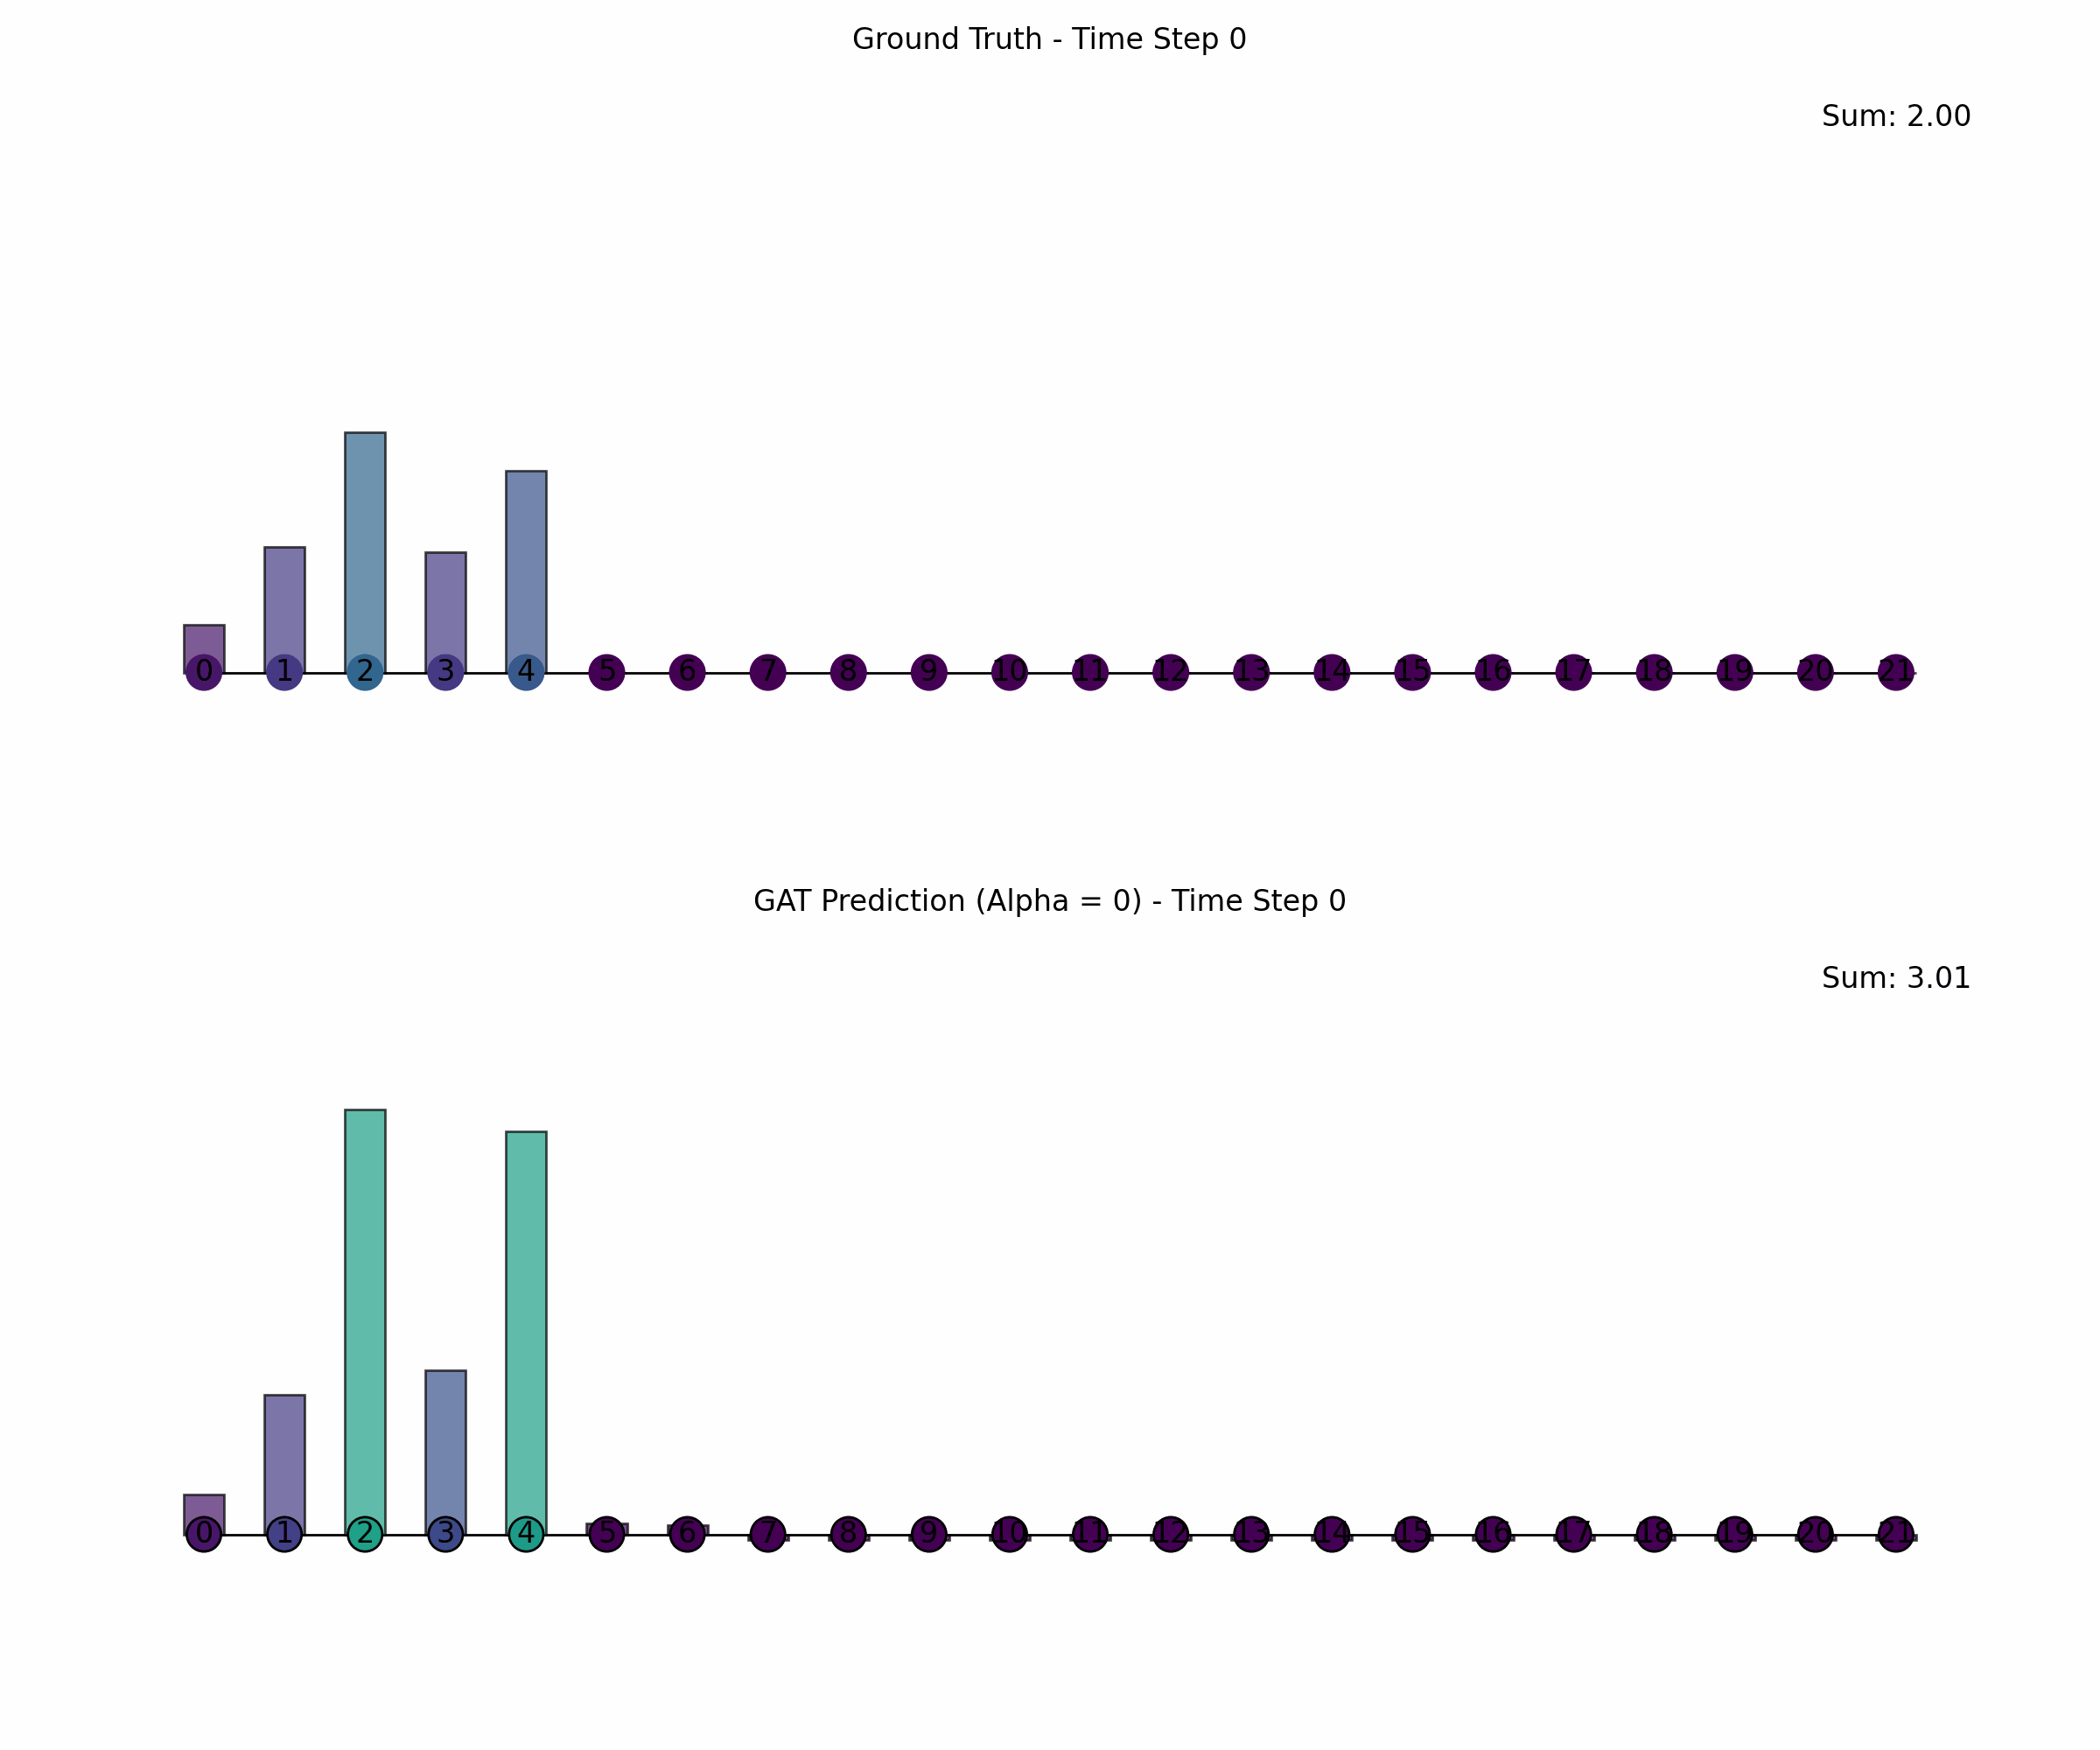 Ground Truth - Time Step 0
Sum: 2.00
0 1 2 3 4 5 6 7 8 9 10 11 12 13 14 15 16 17 18 19 20 21
GAT Prediction (Alpha = 0) - Time Step 0
Sum: 3.01
0 1 2 3 4 5 6 7 8 9 10 11 12 13 14 15 16 17 18 19 20 21